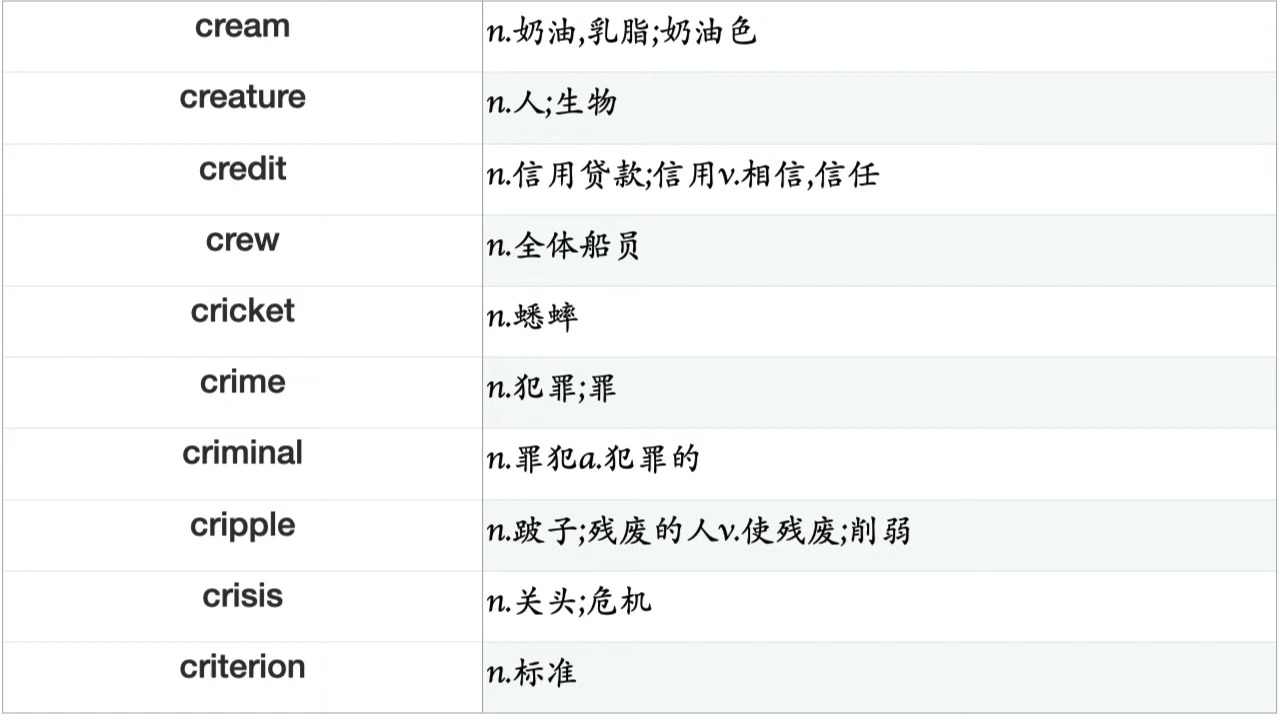 cream n.奶油,乳脂;奶油色
creature n.人;生物
credit n.信用贷款;信用v.相信,信任
crew n.全体船员
cricket n.蟋蟀
crime n.犯罪;罪
criminal n.罪犯a.犯罪的
cripple n.跛子;残废的人v.使残废;削弱
crisis n.关头;危机
criterion n.标准